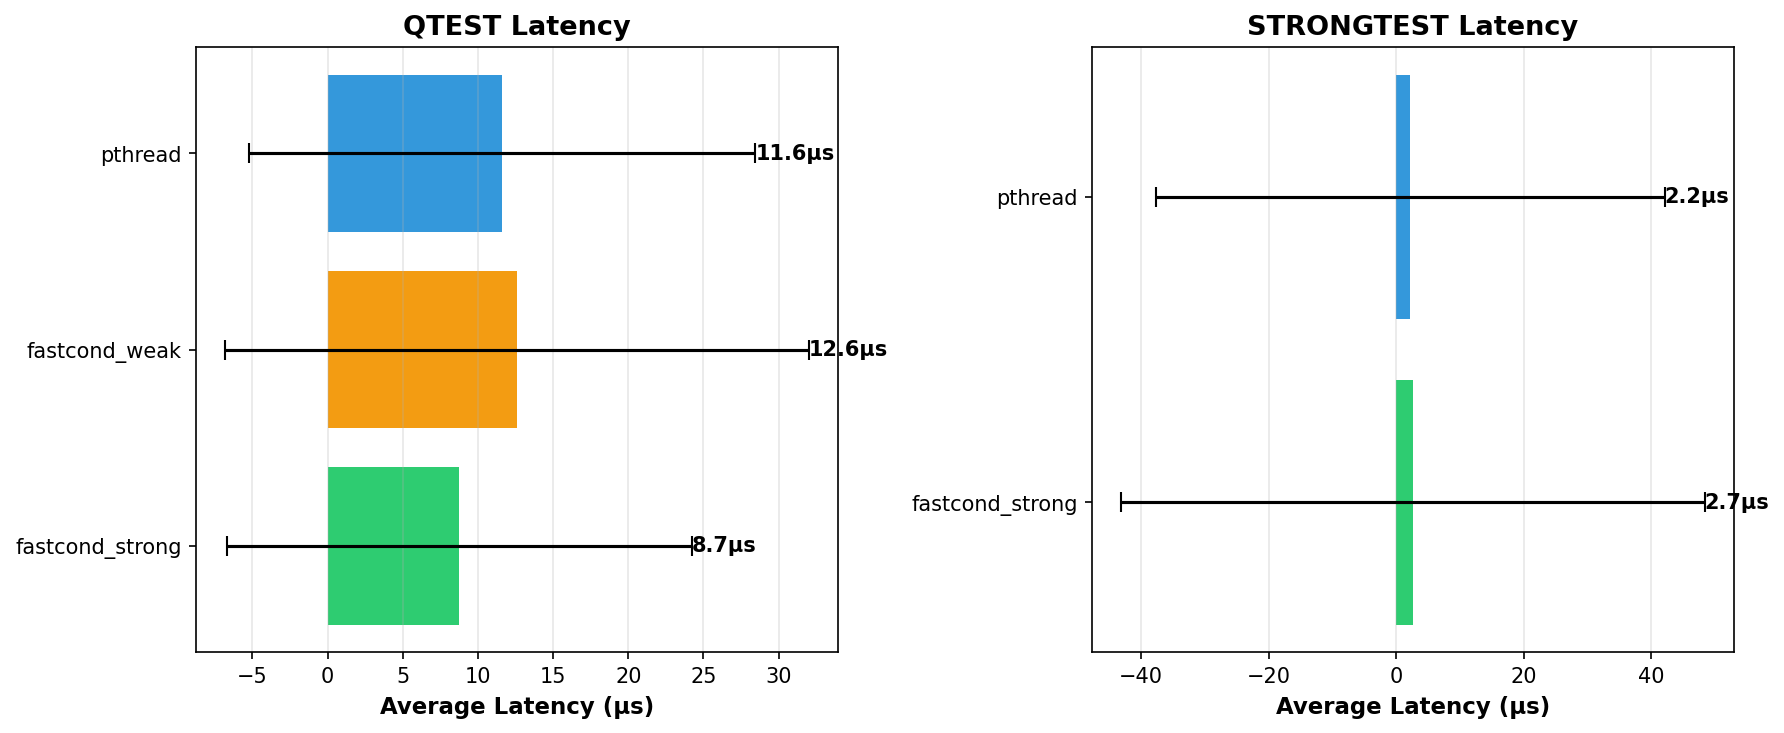 QTEST Latency
pthread
11.6µs
fastcond_weak
12.6µs
fastcond_strong
8.7µs
−5 0 5 10 15 20 25 30
Average Latency (µs)
STRONGTEST Latency
pthread
2.2µs
fastcond_strong
2.7µs
−40 −20 0 20 40
Average Latency (µs)